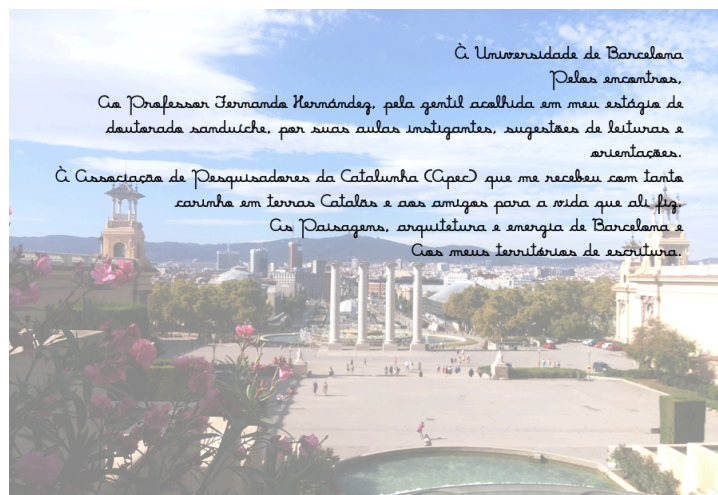 À Universidade de Barcelona
Pelos encontros,
Ao Professor Fernando Hernández, pela gentil acolhida em meu estágio de
doutorado sanduíche, por suas aulas instigantes, sugestões de leituras e
orientações.
À Associação de Pesquisadores da Catalunha (Apec) que me recebeu com tanto
carinho em terras Catalãs e aos amigos para a vida que ali fiz.
As Paisagens, arquitetura e energia de Barcelona e
Aos meus territórios de escritura.